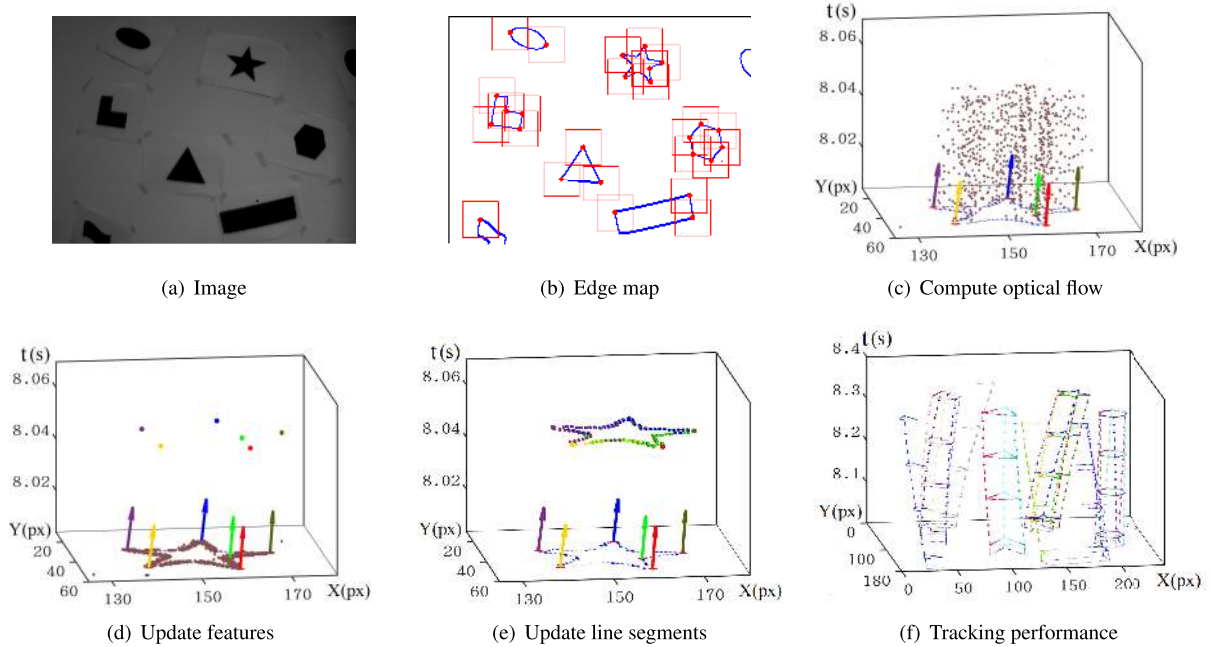 (a) Image
(b) Edge map
t(s)
8.06
8.04
8.02
Y(px)
20
40
60
130
150
170
X(px)
(c) Compute optical flow
t(s)
8.06
8.04
8.02
Y(px)
20
40
60
130
150
170
X(px)
(d) Update features
t(s)
8.06
8.04
8.02
Y(px)
20
40
60
130
150
170
X(px)
(e) Update line segments
t(s)
8.4
8.3
8.2
8.1
Y(px)
0
100
180
0
50
100
150
200
X(px)
(f) Tracking performance